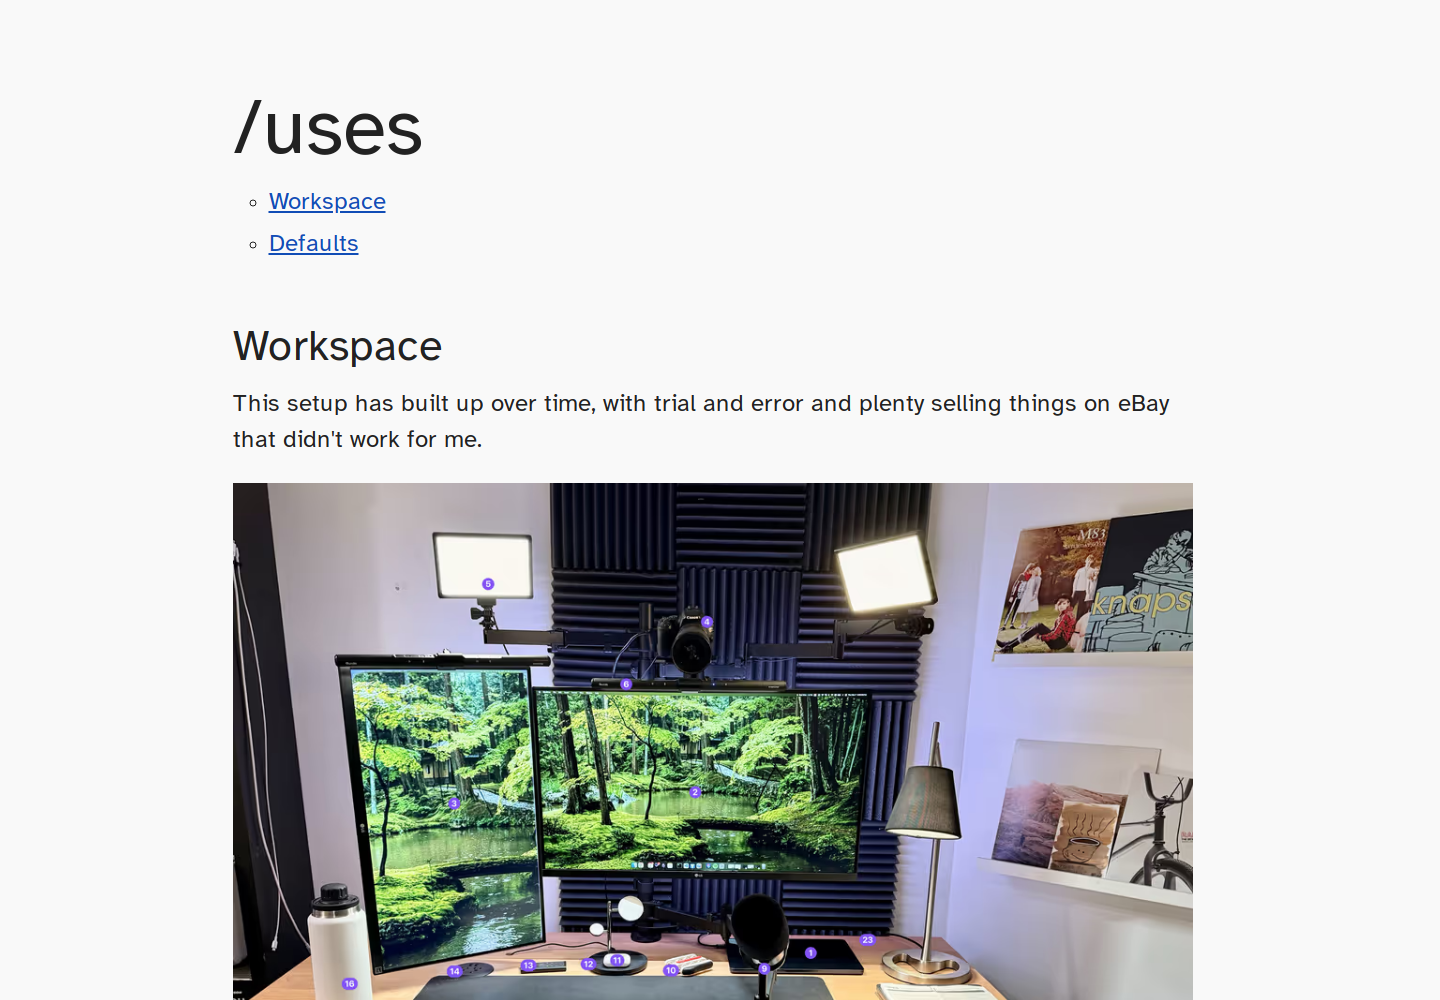 /uses
Workspace
Defaults
Workspace
This setup has built up over time, with trial and error and plenty selling things on eBay
that didn't work for me.
M83
knaps
5
4
6
3
2
23
1
14
13
12
11
10
9
16
LG